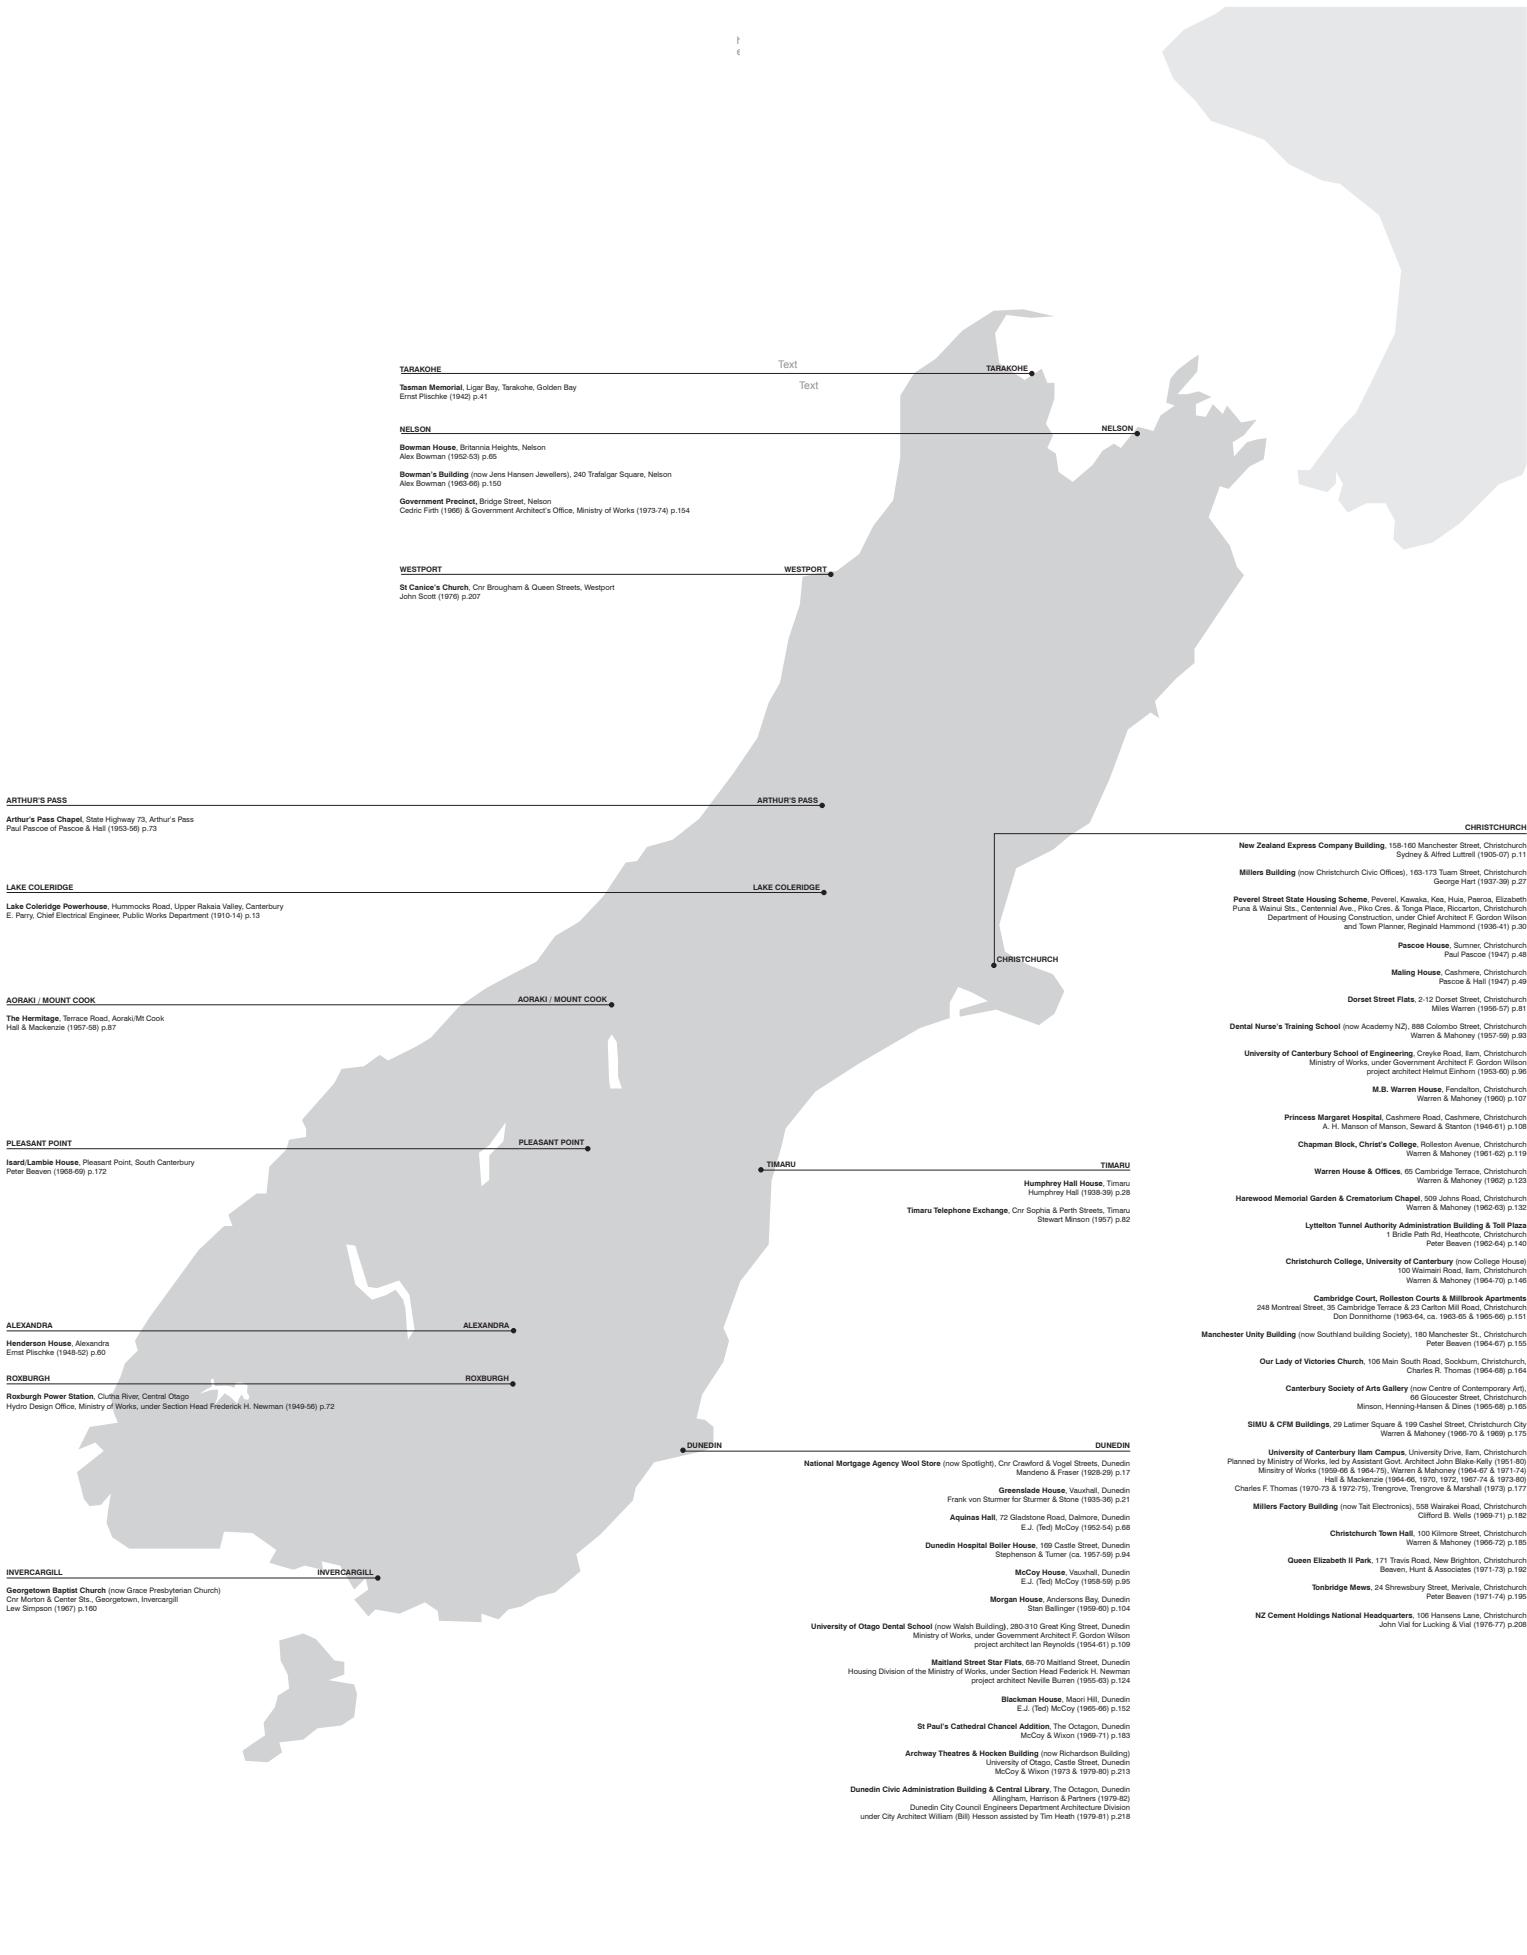 Text
Text
TARAKOHE
TARAKOHE
Tasman Memorial, Ligar Bay, Tarakohe, Golden Bay
Ernst Plischke (1942) p.41
NELSON
NELSON
Bowman House, Britannia Heights, Nelson
Alex Bowman (1952-53) p.65
Bowman's Building (now Jens Hansen Jewellers), 240 Trafalgar Square, Nelson
Alex Bowman (1963-66) p.150
Government Precinct, Bridge Street, Nelson
Cedric Firth (1966) & Government Architect's Office, Ministry of Works (1973-74) p.154
WESTPORT
WESTPORT
St Canice's Church, Cnr Brougham & Queen Streets, Westport
John Scott (1976) p.207
ARTHUR'S PASS
ARTHUR'S PASS
Arthur's Pass Chapel, State Highway 73, Arthur's Pass
Paul Pascoe of Pascoe & Hall (1953-56) p.73
LAKE COLERIDGE
LAKE COLERIDGE
Lake Coleridge Powerhouse, Hummocks Road, Upper Rakaia Valley, Canterbury
E. Parry, Chief Electrical Engineer, Public Works Department (1910-14) p.13
AORAKI / MOUNT COOK
AORAKI / MOUNT COOK
The Hermitage, Terrace Road, Aoraki/Mt Cook
Hall & Mackenzie (1957-58) p.87
PLEASANT POINT
PLEASANT POINT
Isard/Lambie House, Pleasant Point, South Canterbury
Peter Beaven (1968-69) p.172
ALEXANDRA
ALEXANDRA
Henderson House, Alexandra
Ernst Plischke (1948-52) p.60
ROXBURGH
ROXBURGH
Roxburgh Power Station, Clutha River, Central Otago
Hydro Design Office, Ministry of Works, under Section Head Frederick H. Newman (1949-56) p.72
INVERCARGILL
INVERCARGILL
Georgetown Baptist Church (now Grace Presbyterian Church)
Cnr Morton & Center Sts., Georgetown, Invercargill
Lew Simpson (1967) p.160
TIMARU
TIMARU
Humphrey Hall House, Timaru
Humphrey Hall (1938-39) p.28
Timaru Telephone Exchange, Cnr Sophia & Perth Streets, Timaru
Stewart Minson (1957) p.82
DUNEDIN
DUNEDIN
National Mortgage Agency Wool Store (now Spotlight), Cnr Crawford & Vogel Streets, Dunedin
Mandeno & Fraser (1928-29) p.17
Greenslade House, Vauxhall, Dunedin
Frank von Sturmer for Sturmer & Stone (1935-36) p.21
Aquinas Hall, 72 Gladstone Road, Dalmore, Dunedin
E.J. (Ted) McCoy (1952-54) p.68
Dunedin Hospital Boiler House, 169 Castle Street, Dunedin
Stephenson & Turner (ca. 1957-59) p.94
McCoy House, Vauxhall, Dunedin
E.J. (Ted) McCoy (1958-59) p.95
Morgan House, Andersons Bay, Dunedin
Stan Ballinger (1959-60) p.104
University of Otago Dental School (now Walsh Building), 280-310 Great King Street, Dunedin
Ministry of Works, under Government Architect F. Gordon Wilson
project architect Ian Reynolds (1954-61) p.109
Maitland Street Star Flats, 68-70 Maitland Street, Dunedin
Housing Division of the Ministry of Works, under Section Head Federick H. Newman
project architect Neville Burren (1955-63) p.124
Blackman House, Maori Hill, Dunedin
E.J. (Ted) McCoy (1965-66) p.152
St Paul's Cathedral Chancel Addition, The Octagon, Dunedin
McCoy & Wixon (1969-71) p.183
Archway Theatres & Hocken Building (now Richardson Building)
University of Otago, Castle Street, Dunedin
McCoy & Wixon (1973 & 1979-80) p.213
Dunedin Civic Administration Building & Central Library, The Octagon, Dunedin
Allingham, Harrison & Partners (1979-82)
Dunedin City Council Engineers Department Architecture Division
under City Architect William (Bill) Hesson assisted by Tim Heath (1979-81) p.218
CHRISTCHURCH
CHRISTCHURCH
New Zealand Express Company Building, 158-160 Manchester Street, Christchurch
Sydney & Alfred Luttrell (1905-07) p.11
Millers Building (now Christchurch Civic Offices), 163-173 Tuam Street, Christchurch
George Hart (1937-39) p.27
Peverel Street State Housing Scheme, Peverel, Kawaka, Kea, Huia, Paeroa, Elizabeth
Puna & Wainui Sts., Centennial Ave., Piko Cres. & Tonga Place, Riccarton, Christchurch
Department of Housing Construction, under Chief Architect F. Gordon Wilson
and Town Planner, Reginald Hammond (1936-41) p.30
Pascoe House, Sumner, Christchurch
Paul Pascoe (1947) p.48
Maling House, Cashmere, Christchurch
Pascoe & Hall (1947) p.49
Dorset Street Flats, 2-12 Dorset Street, Christchurch
Miles Warren (1956-57) p.81
Dental Nurse's Training School (now Academy NZ), 888 Colombo Street, Christchurch
Warren & Mahoney (1957-59) p.93
University of Canterbury School of Engineering, Creyke Road, Ilam, Christchurch
Ministry of Works, under Government Architect F. Gordon Wilson
project architect Helmut Einhorn (1953-60) p.96
M.B. Warren House, Fendalton, Christchurch
Warren & Mahoney (1960) p.107
Princess Margaret Hospital, Cashmere Road, Cashmere, Christchurch
A. H. Manson of Manson, Seward & Stanton (1946-61) p.108
Chapman Block, Christ's College, Rolleston Avenue, Christchurch
Warren & Mahoney (1961-62) p.119
Warren House & Offices, 65 Cambridge Terrace, Christchurch
Warren & Mahoney (1962) p.123
Harewood Memorial Garden & Crematorium Chapel, 509 Johns Road, Christchurch
Warren & Mahoney (1962-63) p.132
Lyttelton Tunnel Authority Administration Building & Toll Plaza
1 Bridle Path Rd, Heathcote, Christchurch
Peter Beaven (1962-64) p.140
Christchurch College, University of Canterbury (now College House)
100 Waimairi Road, Ilam, Christchurch
Warren & Mahoney (1964-70) p.146
Cambridge Court, Rolleston Courts & Millbrook Apartments
248 Montreal Street, 35 Cambridge Terrace & 23 Carlton Mill Road, Christchurch
Don Donnithorne (1963-64, ca. 1963-65 & 1965-66) p.151
Manchester Unity Building (now Southland building Society), 180 Manchester St., Christchurch
Peter Beaven (1964-67) p.155
Our Lady of Victories Church, 106 Main South Road, Sockburn, Christchurch,
Charles R. Thomas (1964-68) p.164
Canterbury Society of Arts Gallery (now Centre of Contemporary Art),
66 Gloucester Street, Christchurch
Minson, Henning-Hansen & Dines (1965-68) p.165
SIMU & CFM Buildings, 29 Latimer Square & 199 Cashel Street, Christchurch City
Warren & Mahoney (1966-70 & 1969) p.175
University of Canterbury Ilam Campus, University Drive, Ilam, Christchurch
Planned by Ministry of Works, led by Assistant Govt. Architect John Blake-Kelly (1951-80)
Minsitry of Works (1959-66 & 1964-75), Warren & Mahoney (1964-67 & 1971-74)
Hall & Mackenzie (1964-66, 1970, 1972, 1967-74 & 1973-80)
Charles F. Thomas (1970-73 & 1972-75), Trengrove, Trengrove & Marshall (1973) p.177
Millers Factory Building (now Tait Electronics), 558 Wairakei Road, Christchurch
Clifford B. Wells (1969-71) p.182
Christchurch Town Hall, 100 Kilmore Street, Christchurch
Warren & Mahoney (1966-72) p.185
Queen Elizabeth II Park, 171 Travis Road, New Brighton, Christchurch
Beaven, Hunt & Associates (1971-73) p.192
Tonbridge Mews, 24 Shrewsbury Street, Merivale, Christchurch
Peter Beaven (1971-74) p.195
NZ Cement Holdings National Headquarters, 106 Hansens Lane, Christchurch
John Vial for Lucking & Vial (1976-77) p.208